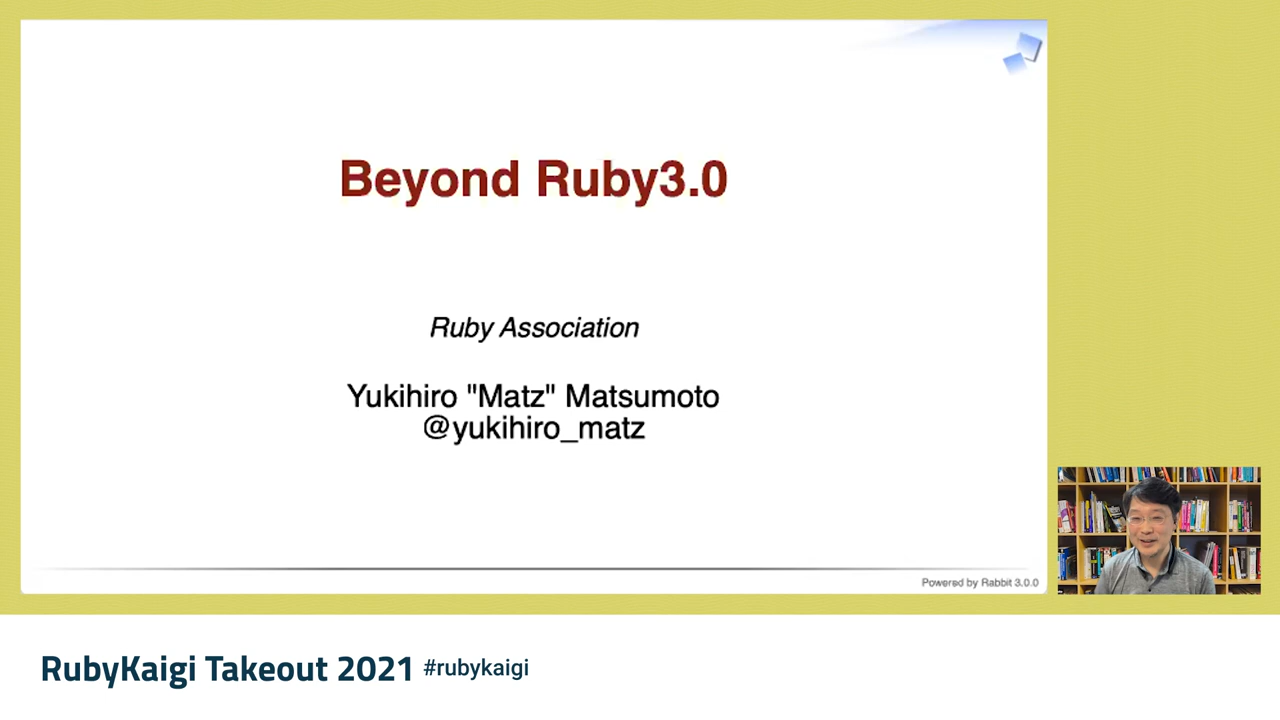 Beyond Ruby3.0
Ruby Association
Yukihiro "Matz" Matsumoto
@yukihiro_matz
Powered by Rabbit 3.0.0
RubyKaigi Takeout 2021 #rubykaigi